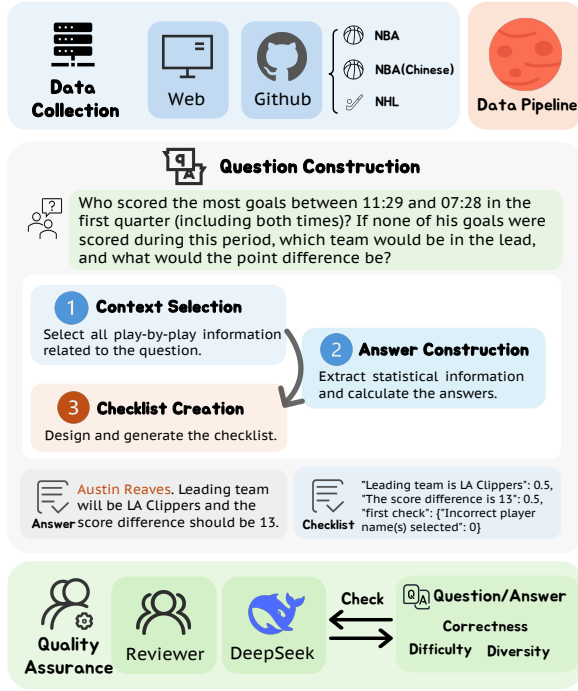 Data
Collection
Web
Github
NBA
NBA(Chinese)
NHL
Data Pipeline
Q
A
Question Construction
?
Who scored the most goals between 11:29 and 07:28 in the
first quarter (including both times)? If none of his goals were
scored during this period, which team would be in the lead,
and what would the point difference be?
1 Context Selection
Select all play-by-play information
related to the question.
2 Answer Construction
Extract statistical information
and calculate the answers.
3 Checklist Creation
Design and generate the checklist.
Answer
Austin Reaves. Leading team
will be LA Clippers and the
score difference should be 13.
Checklist
"Leading team is LA Clippers": 0.5,
"The score difference is 13": 0.5,
"first check": {"Incorrect player
name(s) selected": 0}
Quality
Assurance
Reviewer
DeepSeek
Check
Q A
Question/Answer
Correctness
Difficulty Diversity